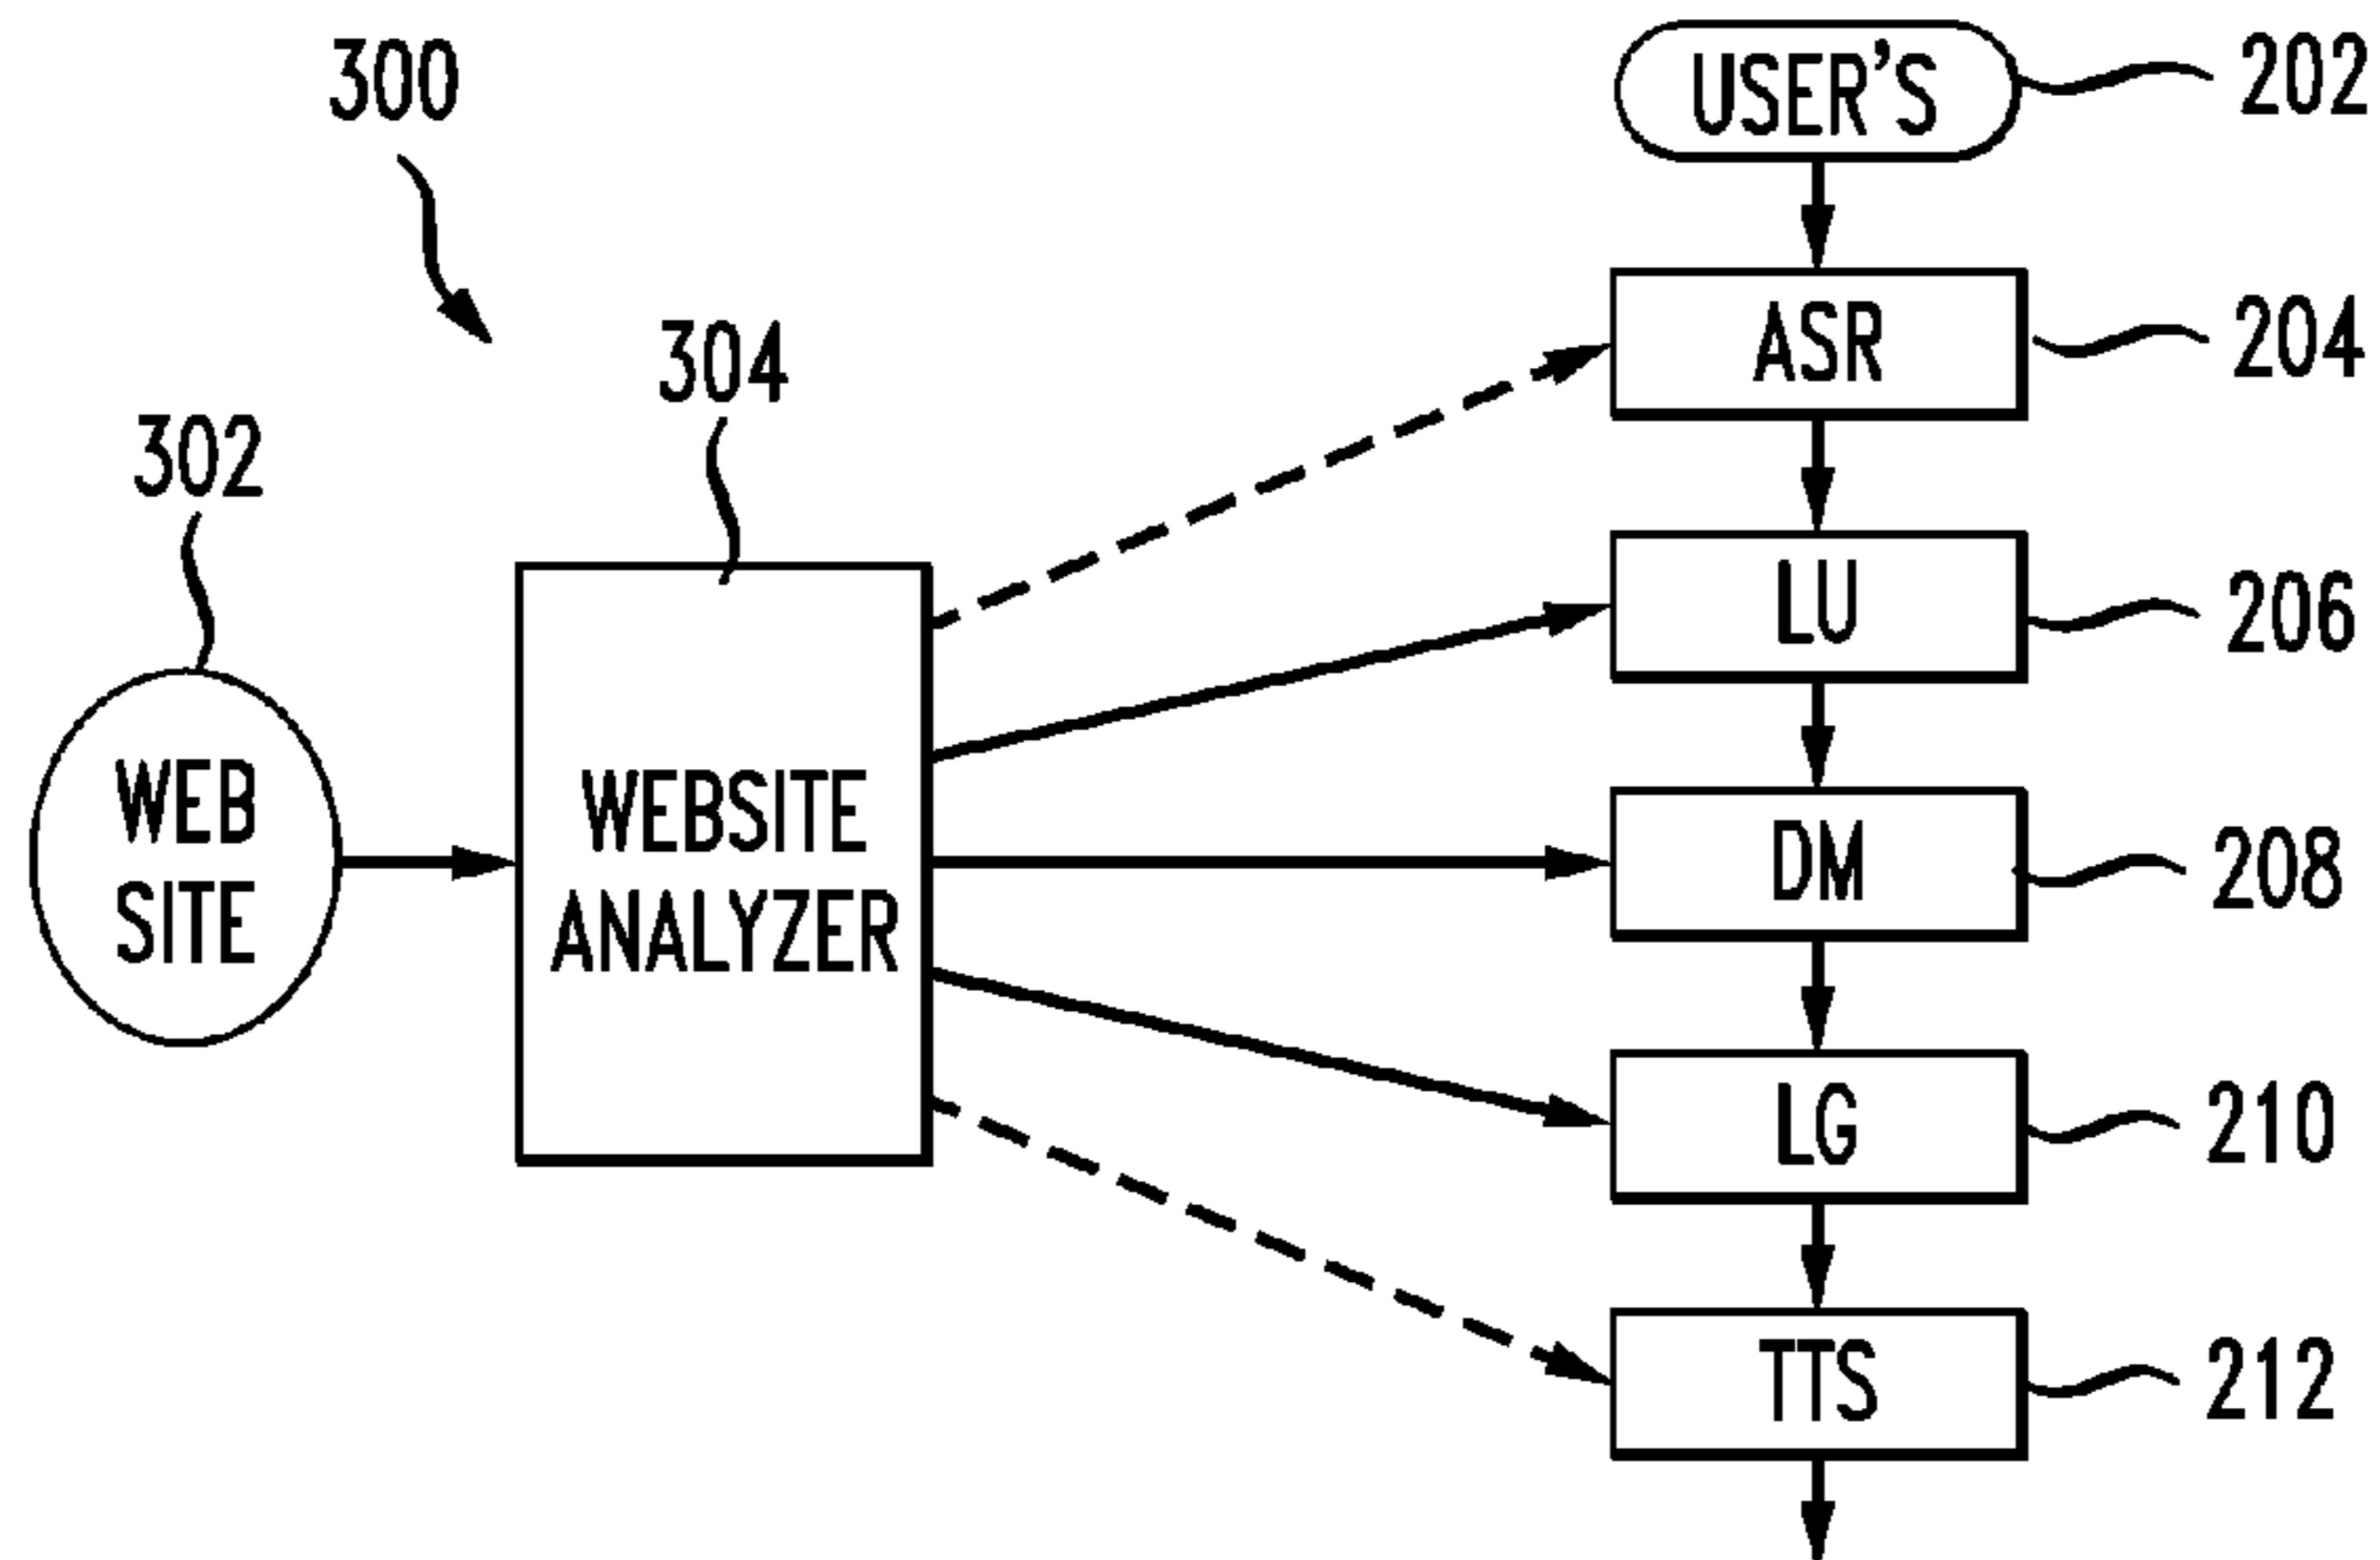 300
USER'S
202
ASR
204
304
302
LU
206
WEB
SITE
WEBSITE
ANALYZER
DM
208
LG
210
TTS
212